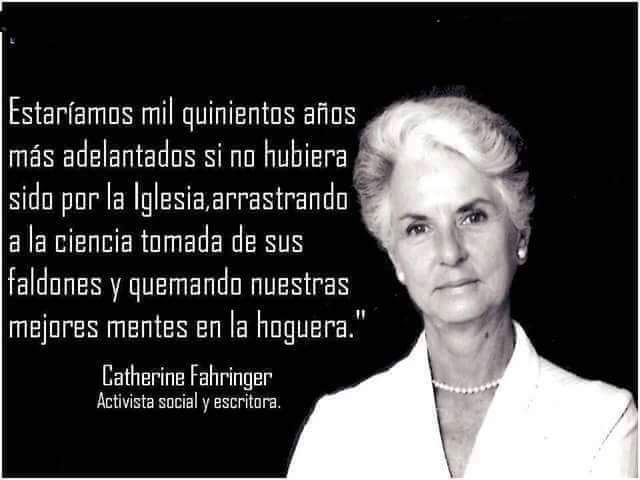 Estaríamos mil quinientos años
más adelantados si no hubiera
sido por la Iglesia,arrastrando
a la ciencia tomada de sus
faldones y quemando nuestras
mejores mentes en la hoguera."
Catherine Fahringer
Activista social y escritora.